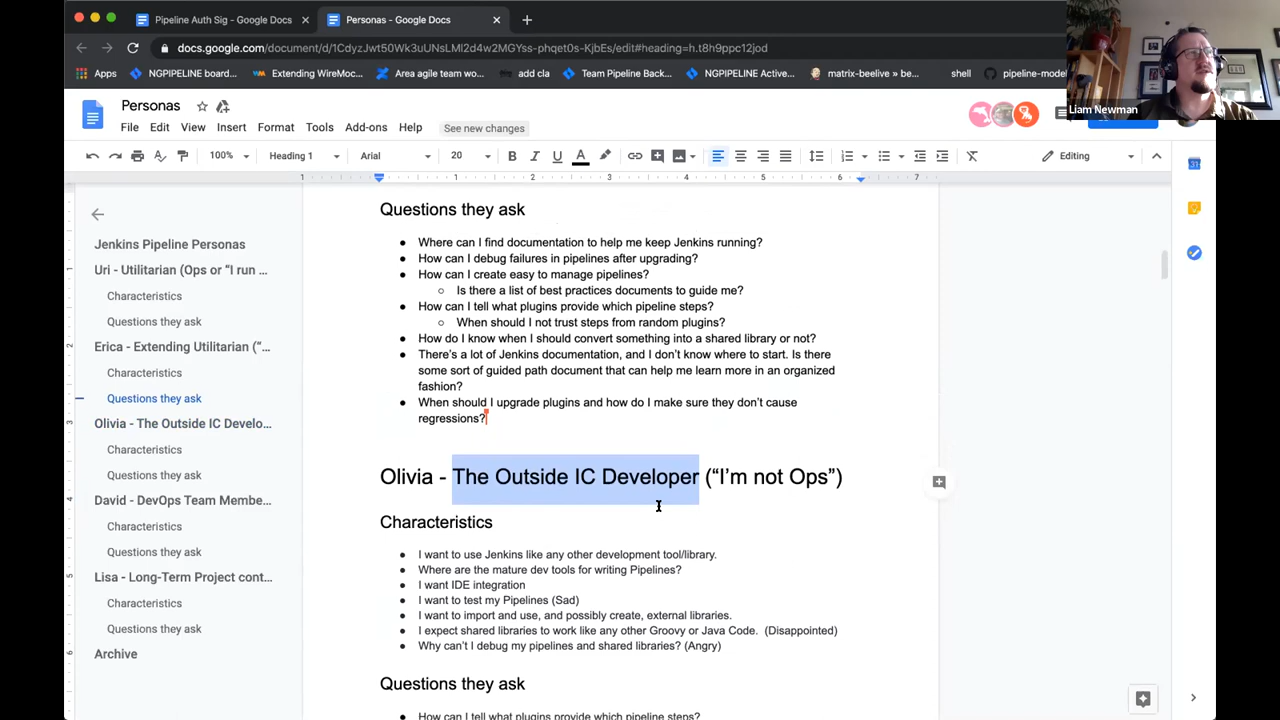 Pipeline Auth Sig - Google Docs
Personas - Google Docs
docs.google.com/document/d/1CdyzJwt50Wk3uUNsLMl2d4w2MGYss-phqet0s-KjbEs/edit#heading=h.t8h9ppc12jod
Apps
NGPIPELINE board...
Extending WireMoc...
Area agile team wo...
add cla
Team Pipeline Back...
NGPIPELINE Active...
matrix-beelive » be...
shell
pipeline-model
Liam Newman
Personas
File Edit View Insert Format Tools Add-ons Help
See new changes
100% Heading 1 Arial 20 B I U A Editing
1 1 2 3 4 5 6 7
Jenkins Pipeline Personas
Uri - Utilitarian (Ops or “I run ...
Characteristics
Questions they ask
Erica - Extending Utilitarian (“...
Characteristics
Questions they ask
Olivia - The Outside IC Develo...
Characteristics
Questions they ask
David - DevOps Team Membe...
Characteristics
Questions they ask
Lisa - Long-Term Project cont...
Characteristics
Questions they ask
Archive
1
2
3
4
5
6
Questions they ask
● Where can I find documentation to help me keep Jenkins running?
● How can I debug failures in pipelines after upgrading?
● How can I create easy to manage pipelines?
○ Is there a list of best practices documents to guide me?
● How can I tell what plugins provide which pipeline steps?
○ When should I not trust steps from random plugins?
● How do I know when I should convert something into a shared library or not?
● There’s a lot of Jenkins documentation, and I don’t know where to start. Is there
some sort of guided path document that can help me learn more in an organized
fashion?
● When should I upgrade plugins and how do I make sure they don’t cause
regressions?
Olivia - The Outside IC Developer (“I’m not Ops”)
Characteristics
● I want to use Jenkins like any other development tool/library.
● Where are the mature dev tools for writing Pipelines?
● I want IDE integration
● I want to test my Pipelines (Sad)
● I want to import and use, and possibly create, external libraries.
● I expect shared libraries to work like any other Groovy or Java Code. (Disappointed)
● Why can’t I debug my pipelines and shared libraries? (Angry)
Questions they ask
● How can I tell what plugins provide which pipeline steps?
31